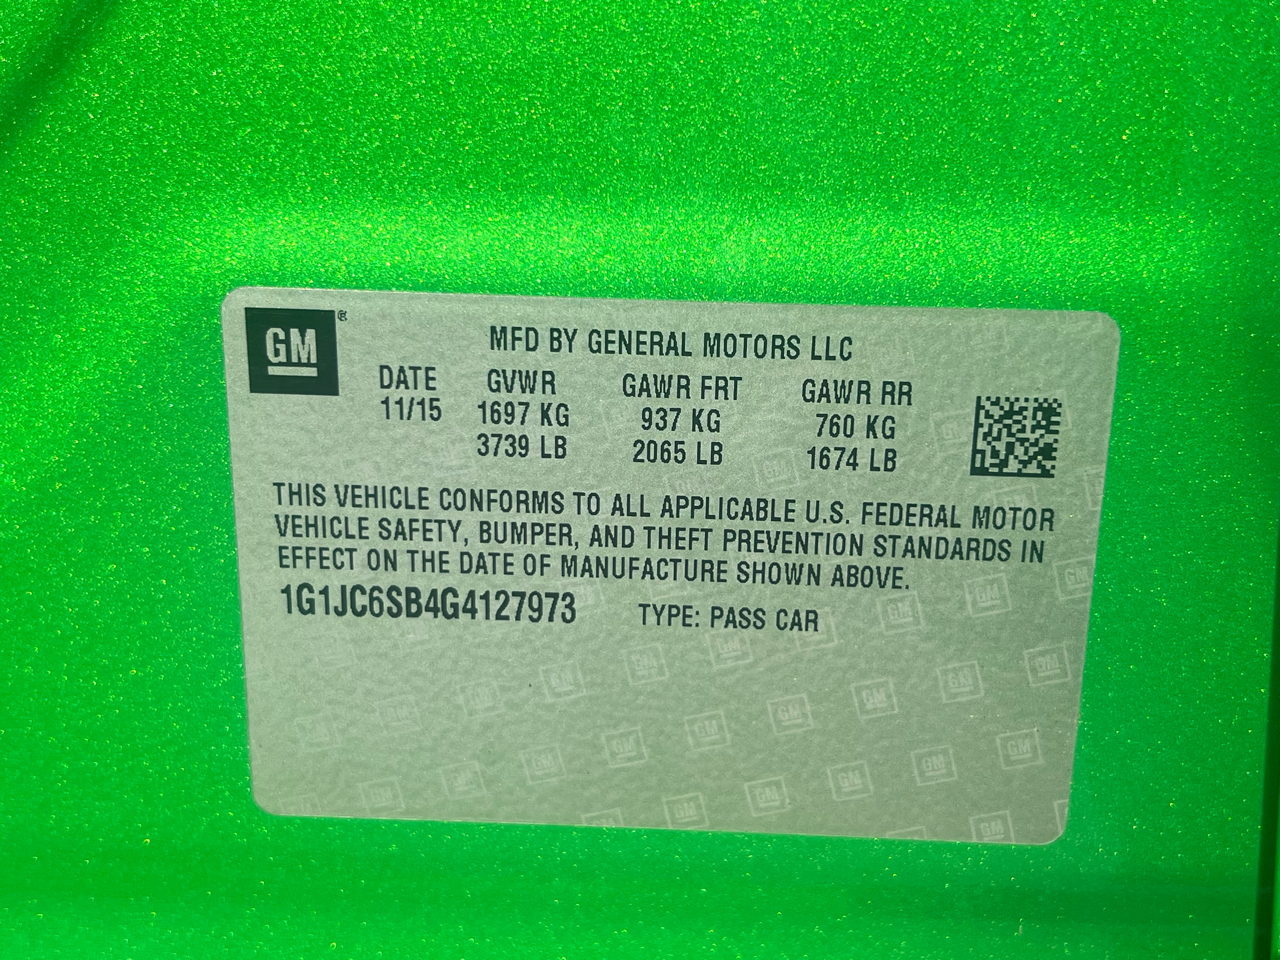 GM ®
MFD BY GENERAL MOTORS LLC
DATE GVWR GAWR FRT GAWR RR
11/15 1697 KG 937 KG 760 KG
3739 LB 2065 LB 1674 LB
THIS VEHICLE CONFORMS TO ALL APPLICABLE U.S. FEDERAL MOTOR
VEHICLE SAFETY, BUMPER, AND THEFT PREVENTION STANDARDS IN
EFFECT ON THE DATE OF MANUFACTURE SHOWN ABOVE.
1G1JC6SB4G4127973 TYPE: PASS CAR